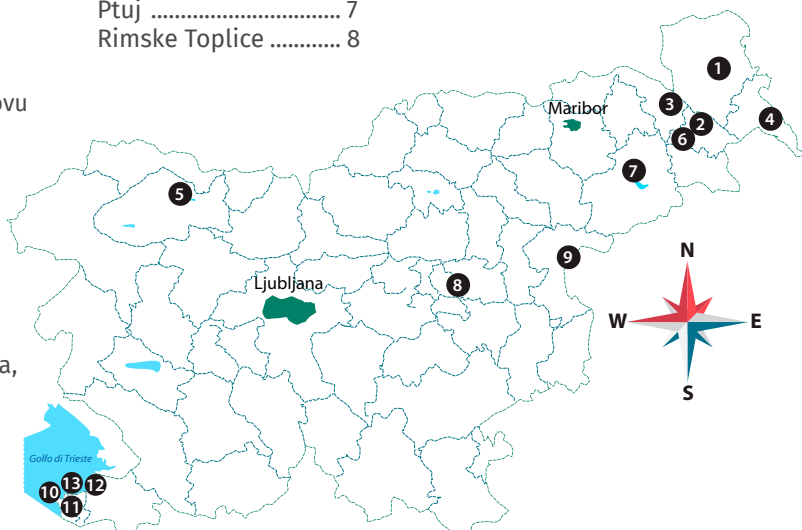 Ptuj ................................ 7
Rimske Toplice ............ 8
ovu
a,
1
3
Maribor
2
4
6
7
5
9
N
8
Ljubljana
W
E
S
Golfo di Trieste
13
12
10
11